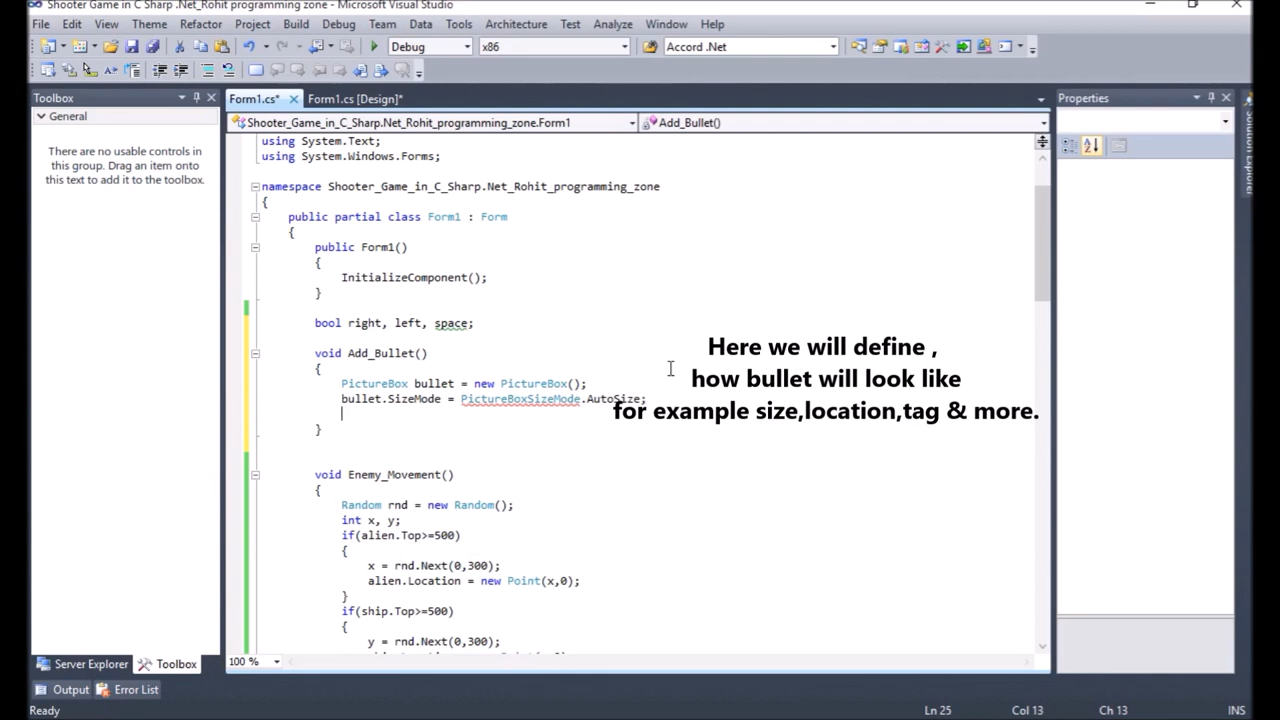 Shooter Game in C Sharp .Net_Rohit programming zone - Microsoft Visual Studio
File Edit View Theme Refactor Project Build Debug Team Data Tools Architecture Test Analyze Window Help
Debug x86 Accord .Net
Toolbox
General
There are no usable controls in
this group. Drag an item onto
this text to add it to the toolbox.
Form1.cs* Form1.cs [Design]*
Shooter_Game_in_C_Sharp.Net_Rohit_programming_zone.Form1 Add_Bullet()
using System.Text;
using System.Windows.Forms;
namespace Shooter_Game_in_C_Sharp.Net_Rohit_programming_zone
{
public partial class Form1 : Form
{
public Form1()
{
InitializeComponent();
}
bool right, left, space;
void Add_Bullet()
{
PictureBox bullet = new PictureBox();
bullet.SizeMode = PictureBoxSizeMode.AutoSize;
}
void Enemy_Movement()
{
Random rnd = new Random();
int x, y;
if(alien.Top>=500)
{
x = rnd.Next(0,300);
alien.Location = new Point(x,0);
}
if(ship.Top>=500)
{
y = rnd.Next(0,300);
Here we will define ,
how bullet will look like
for example size,location,tag & more.
Properties
Solution Explorer
100 %
Server Explorer Toolbox
Output Error List
Ready Ln 25 Col 13 Ch 13 INS